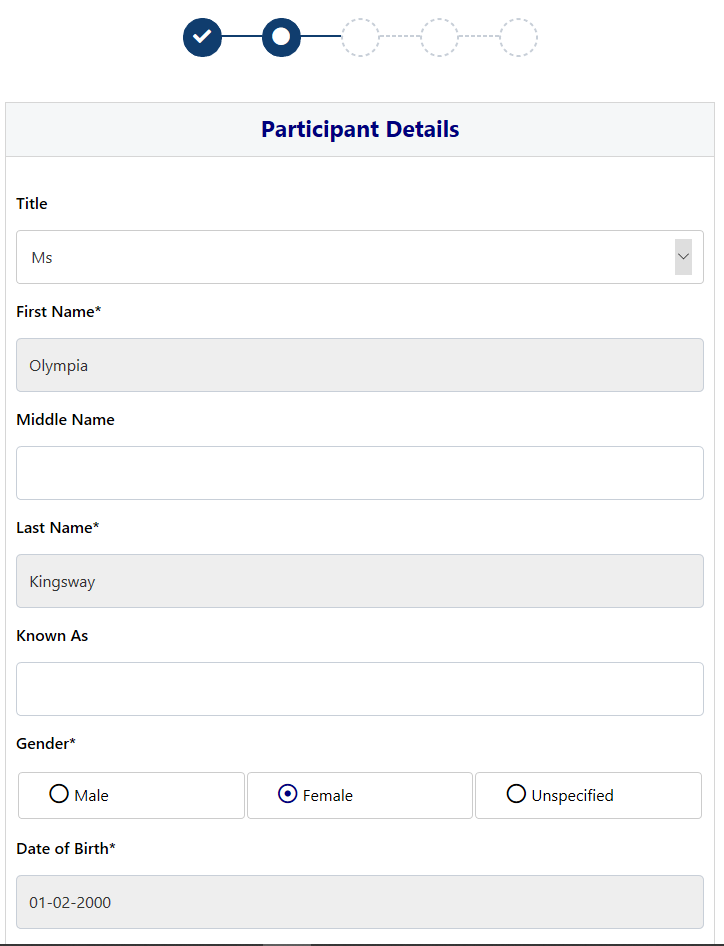 Participant Details
Title
Ms
First Name*
Olympia
Middle Name
Last Name*
Kingsway
Known As
Gender*
Male Female Unspecified
Date of Birth*
01-02-2000